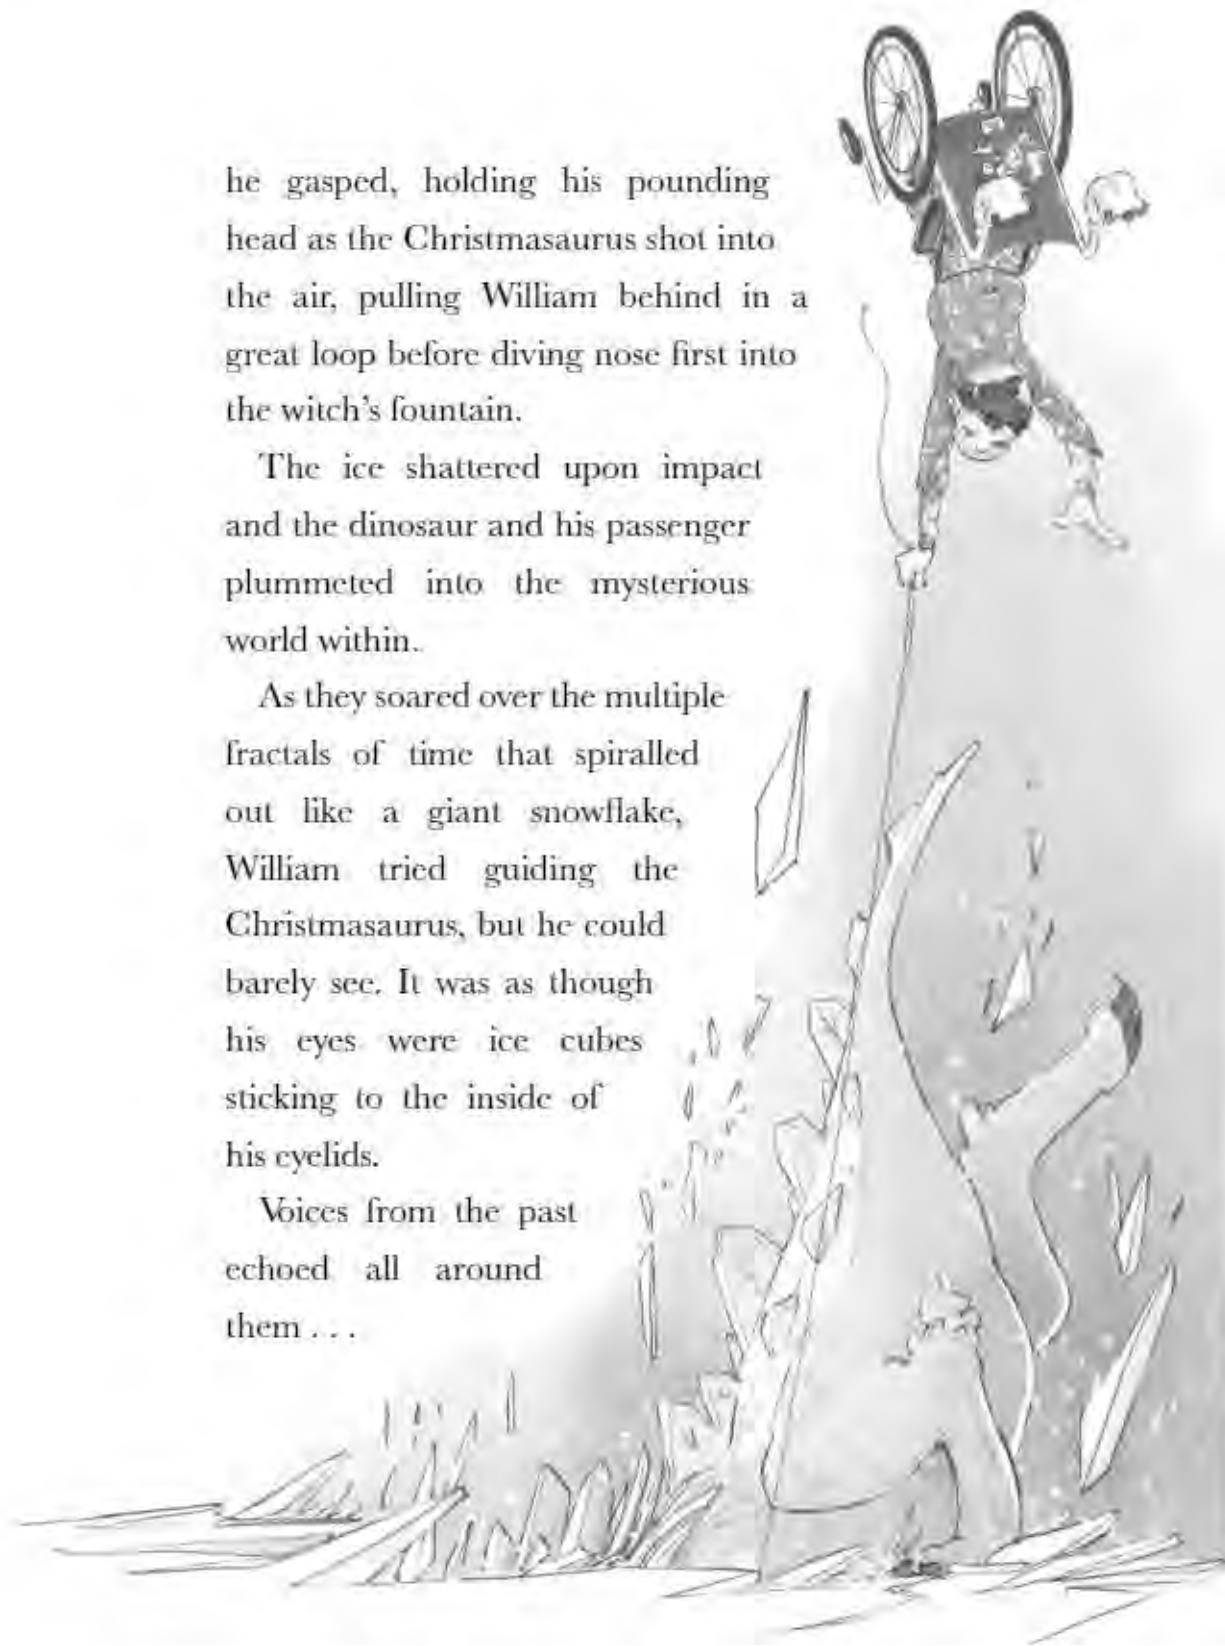 he gasped, holding his pounding
head as the Christmasaurus shot into
the air, pulling William behind in a
great loop before diving nose first into
the witch’s fountain.
The ice shattered upon impact
and the dinosaur and his passenger
plummeted into the mysterious
world within.
As they soared over the multiple
fractals of time that spiralled
out like a giant snowflake,
William tried guiding the
Christmasaurus, but he could
barely see. It was as though
his eyes were ice cubes
sticking to the inside of
his eyelids.
Voices from the past
echoed all around
them . . .